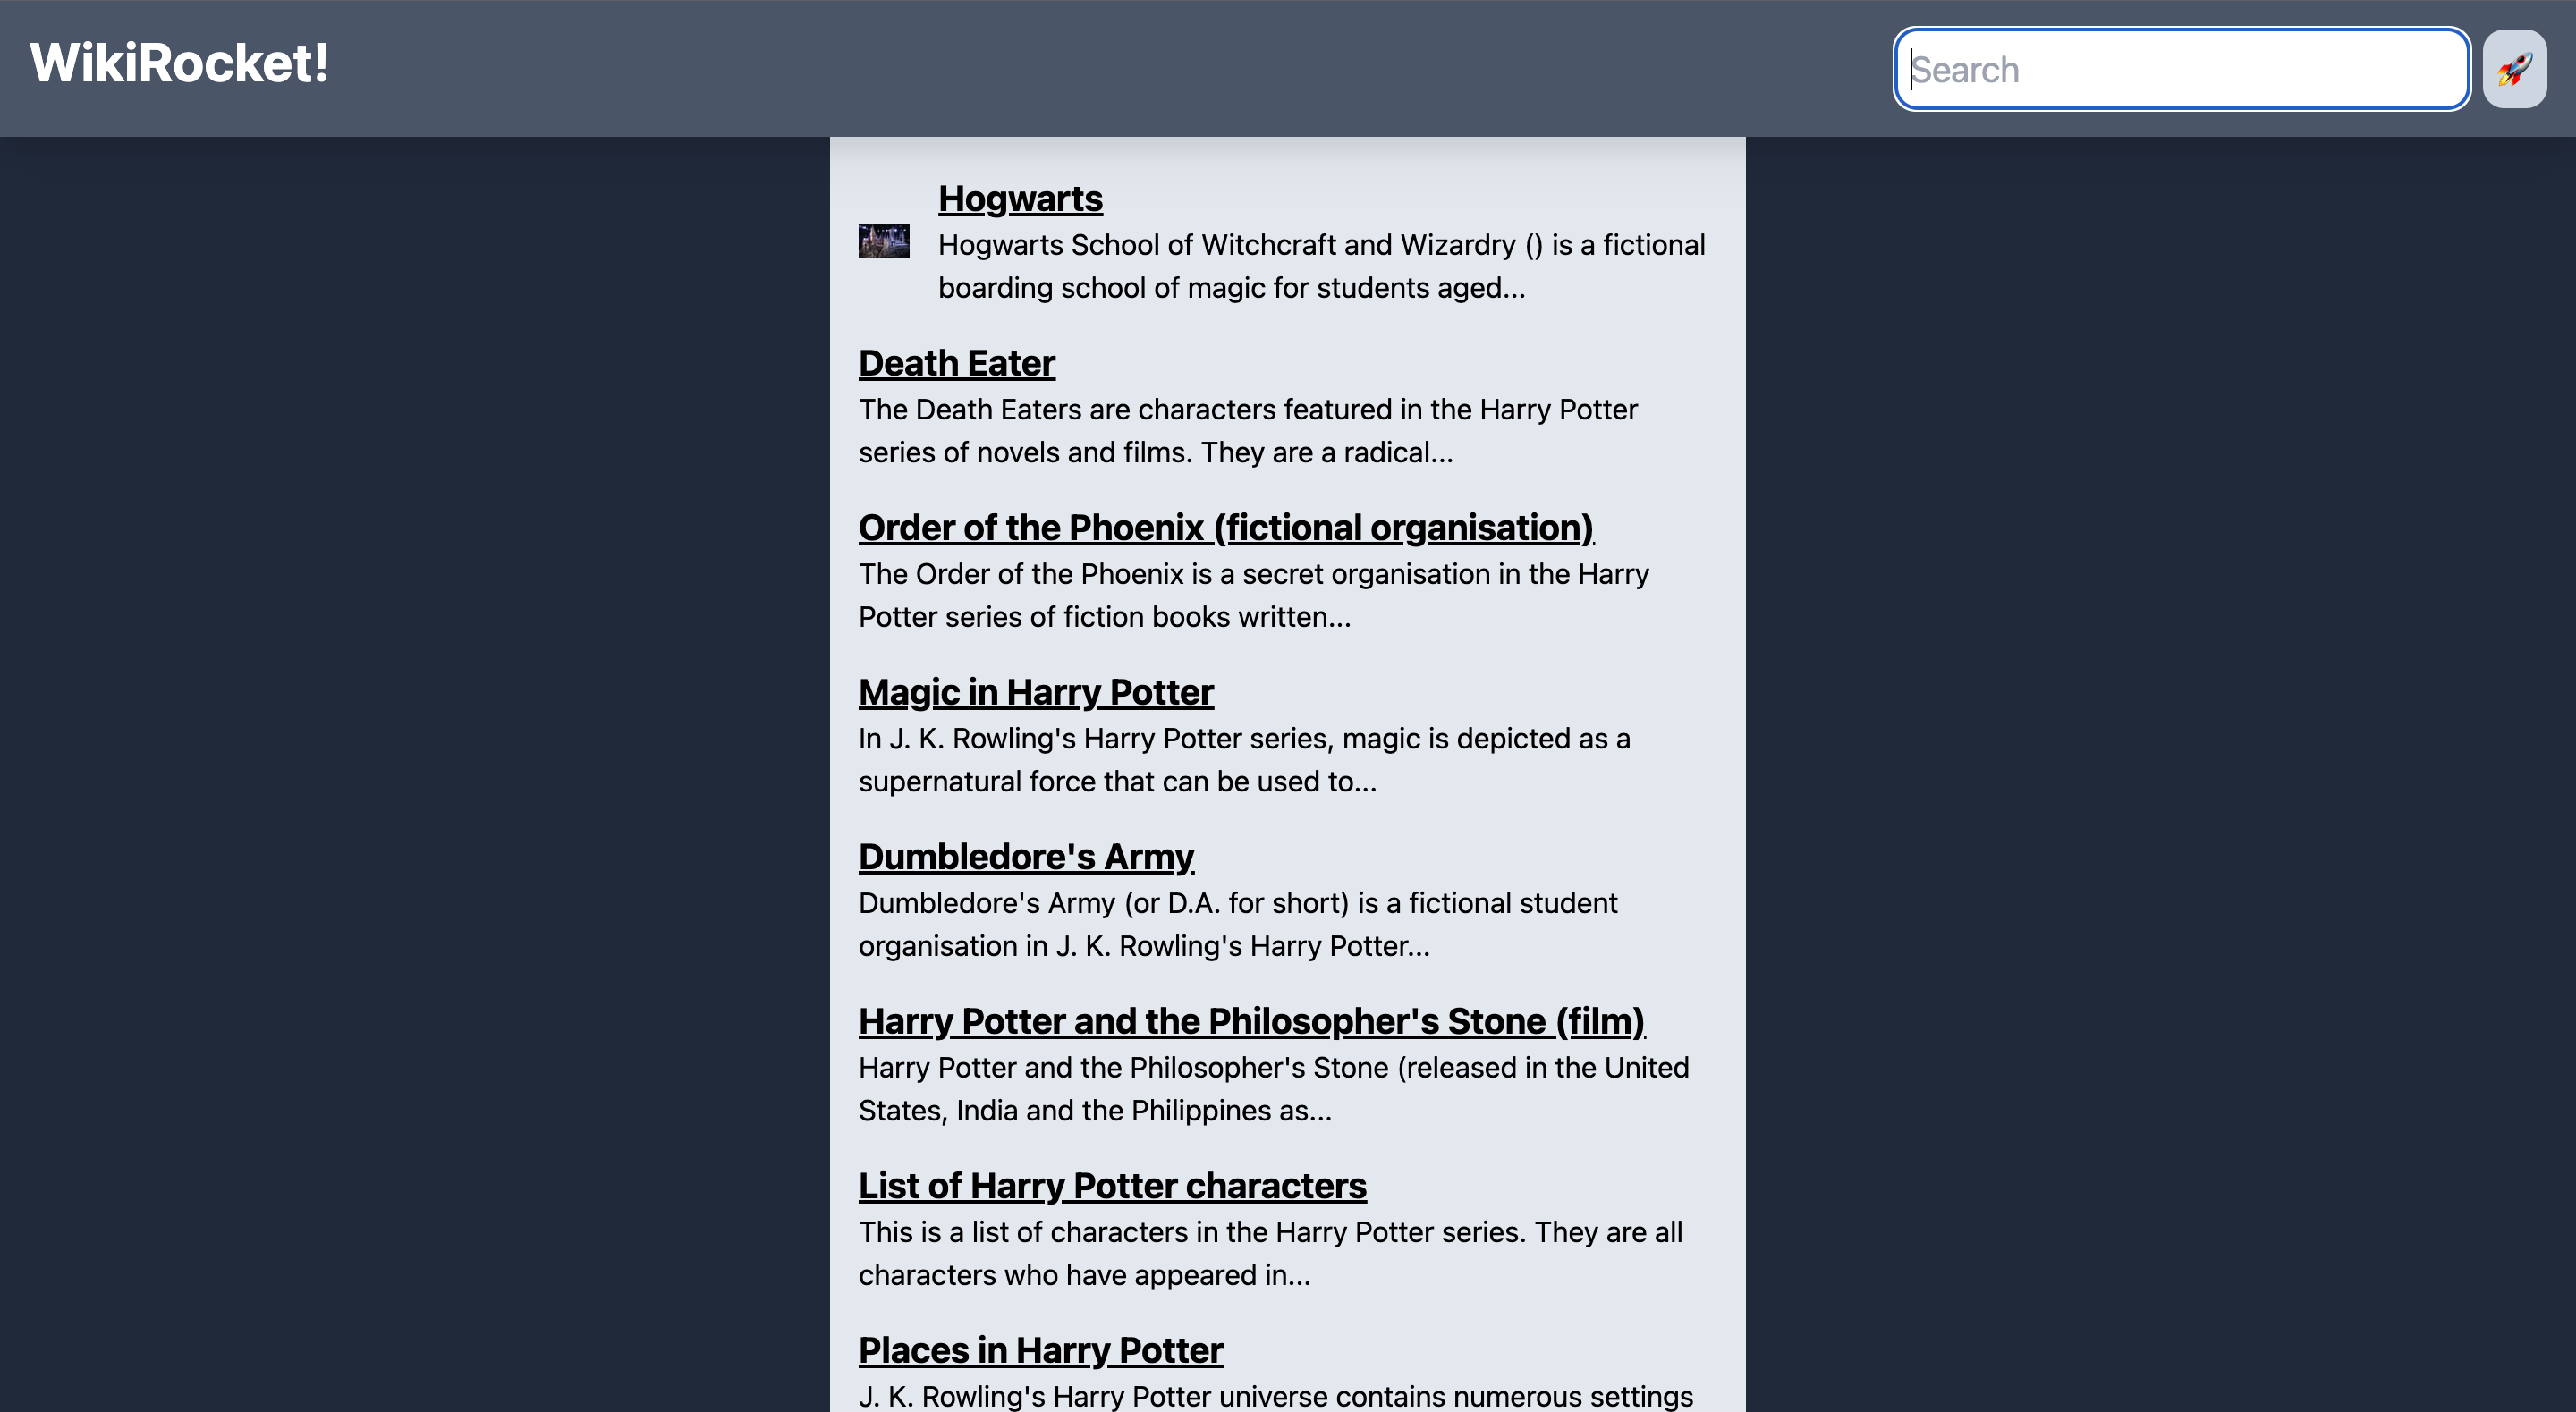 WikiRocket!
Search
Hogwarts
Hogwarts School of Witchcraft and Wizardry () is a fictional
boarding school of magic for students aged...
Death Eater
The Death Eaters are characters featured in the Harry Potter
series of novels and films. They are a radical...
Order of the Phoenix (fictional organisation)
The Order of the Phoenix is a secret organisation in the Harry
Potter series of fiction books written...
Magic in Harry Potter
In J. K. Rowling's Harry Potter series, magic is depicted as a
supernatural force that can be used to...
Dumbledore's Army
Dumbledore's Army (or D.A. for short) is a fictional student
organisation in J. K. Rowling's Harry Potter...
Harry Potter and the Philosopher's Stone (film)
Harry Potter and the Philosopher's Stone (released in the United
States, India and the Philippines as...
List of Harry Potter characters
This is a list of characters in the Harry Potter series. They are all
characters who have appeared in...
Places in Harry Potter
J. K. Rowling's Harry Potter universe contains numerous settings